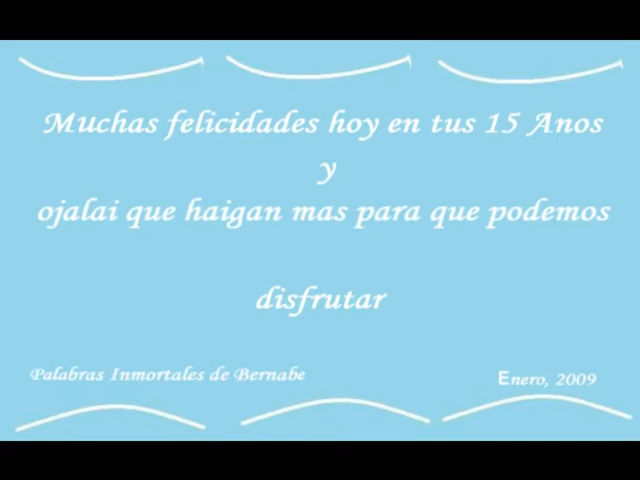 Muchas felicidades hoy en tus 15 Anos
y
ojalai que haigan mas para que podemos
disfrutar
Palabras Inmortales de Bernabe
Enero, 2009